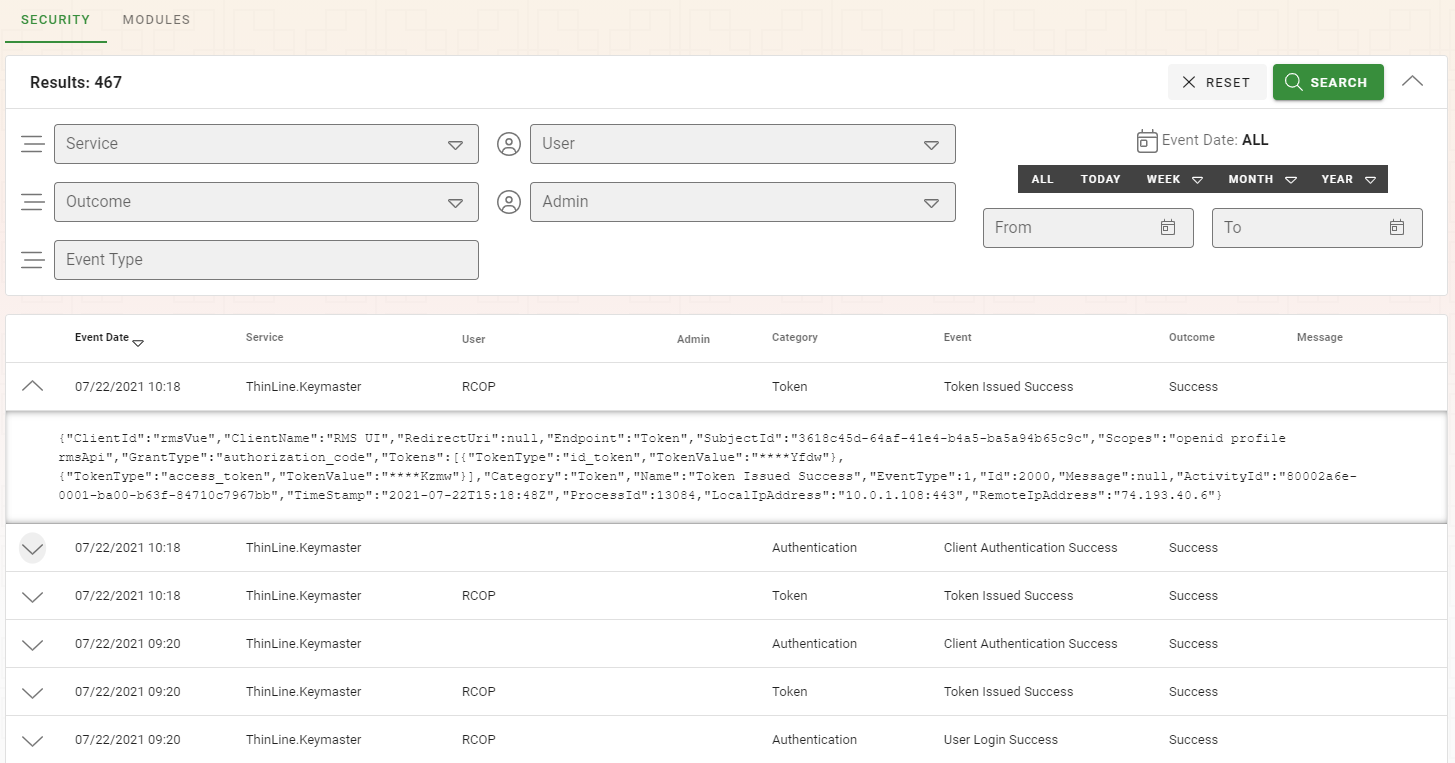 SECURITY MODULES
Results: 467 RESET SEARCH
Service User Event Date: ALL
ALL TODAY WEEK MONTH YEAR
Outcome Admin
From To
Event Type
Event Date Service User Admin Category Event Outcome Message
07/22/2021 10:18 ThinLine.Keymaster RCOP Token Token Issued Success Success
{"ClientId":"rmsVue","ClientName":"RMS UI","RedirectUri":null,"Endpoint":"Token","SubjectId":"3618c45d-64af-41e4-b4a5-ba5a94b65c9c","Scopes":"openid profile
rmsApi","GrantType":"authorization_code","Tokens":[{"TokenType":"id_token","TokenValue":"****Yfdw"},
{"TokenType":"access_token","TokenValue":"****Kzmw"}],"Category":"Token","Name":"Token Issued Success","EventType":1,"Id":2000,"Message":null,"ActivityId":"80002a6e-
0001-ba00-b63f-84710c7967bb","TimeStamp":"2021-07-22T15:18:48Z","ProcessId":13084,"LocalIpAddress":"10.0.1.108:443","RemoteIpAddress":"74.193.40.6"}
07/22/2021 10:18 ThinLine.Keymaster Authentication Client Authentication Success Success
07/22/2021 10:18 ThinLine.Keymaster RCOP Token Token Issued Success Success
07/22/2021 09:20 ThinLine.Keymaster Authentication Client Authentication Success Success
07/22/2021 09:20 ThinLine.Keymaster RCOP Token Token Issued Success Success
07/22/2021 09:20 ThinLine.Keymaster RCOP Authentication User Login Success Success